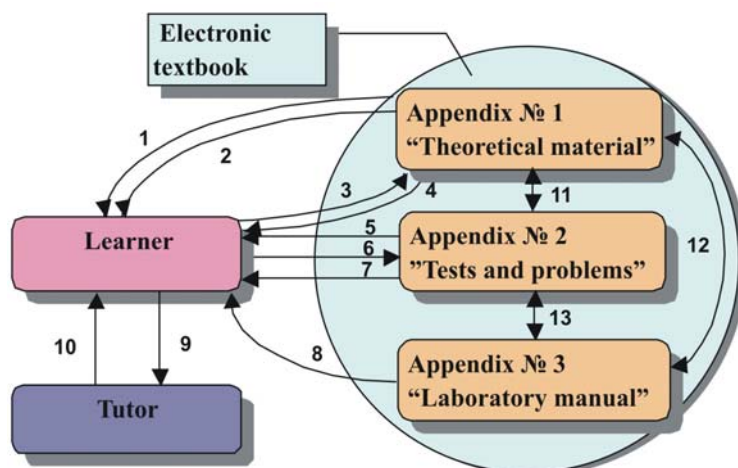 Electronic
textbook
Appendix № 1
“Theoretical material”
1
2
3
4
11
Learner
5
6
7
Appendix № 2
”Tests and problems”
12
13
10
9
8
Appendix № 3
“Laboratory manual”
Tutor